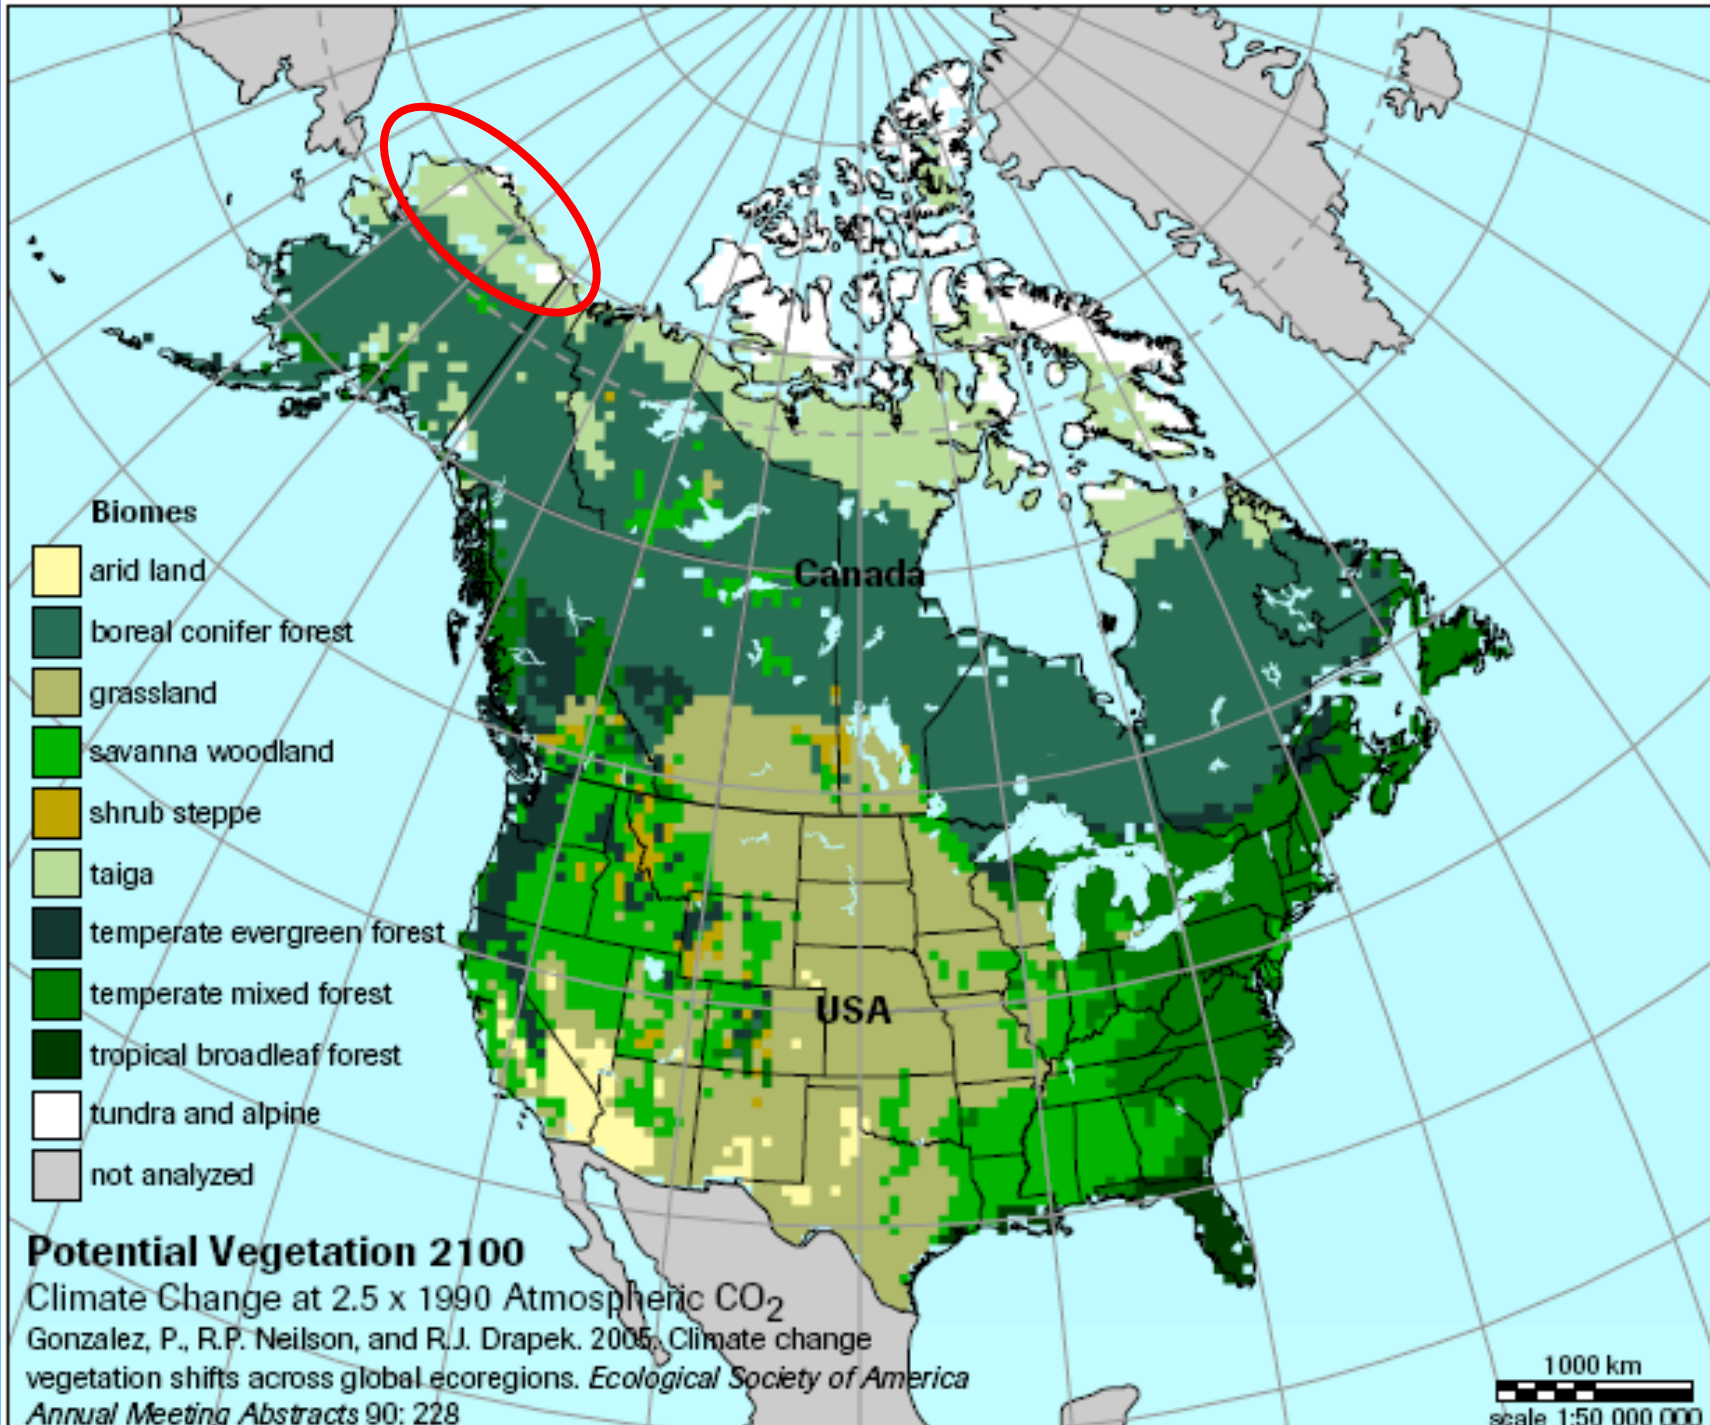 Canada
USA
Biomes
arid land
boreal conifer forest
grassland
savanna woodland
shrub steppe
taiga
temperate evergreen forest
temperate mixed forest
tropical broadleaf forest
tundra and alpine
not analyzed
Potential Vegetation 2100
Climate Change at 2.5 x 1990 Atmospheric CO2
Gonzalez, P., R.P. Neilson, and R.J. Drapek. 2005. Climate change
vegetation shifts across global ecoregions. Ecological Society of America
Annual Meeting Abstracts 90: 228
1000 km
scale 1:50 000 000